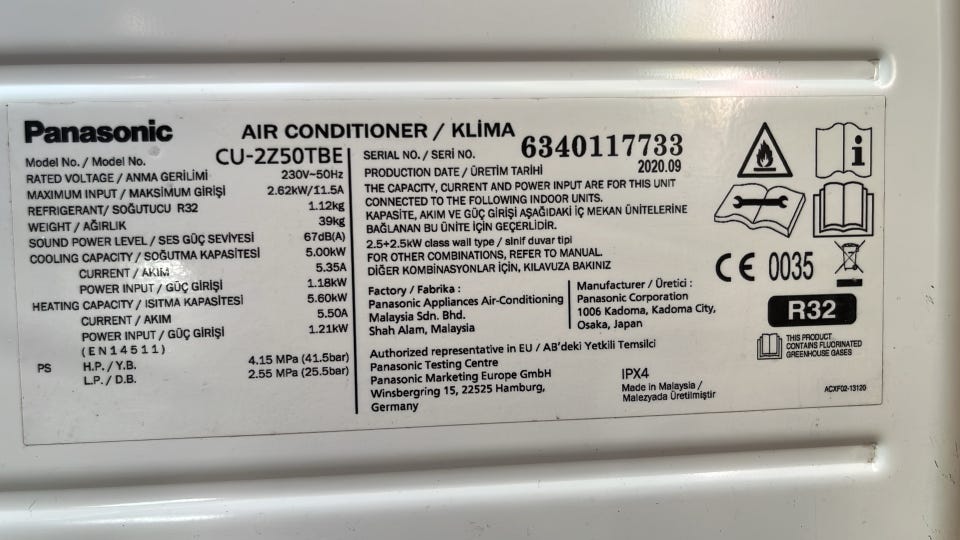 Panasonic
AIR CONDITIONER / KLİMA
Model No. / Model No. CU-2Z50TBE
RATED VOLTAGE / ANMA GERİLİMİ 230V~50Hz
MAXIMUM INPUT / MAKSİMUM GİRİŞİ 2.62kW/11.5A
REFRIGERANT/ SOĞUTUCU R32 1.12kg
WEIGHT / AĞIRLIK 39kg
SOUND POWER LEVEL / SES GÜÇ SEVİYESİ 67dB(A)
COOLING CAPACITY / SOĞUTMA KAPASİTESİ 5.00kW
CURRENT / AKIM 5.35A
POWER INPUT / GÜÇ GİRİŞİ 1.18kW
HEATING CAPACITY / ISITMA KAPASİTESİ 5.60kW
CURRENT / AKIM 5.50A
POWER INPUT / GÜÇ GİRİŞİ 1.21kW
(EN14511)
PS H.P. / Y.B. 4.15 MPa (41.5bar)
L.P. / D.B. 2.55 MPa (25.5bar)
SERIAL NO. / SERİ NO. 6340117733
PRODUCTION DATE / ÜRETİM TARİHİ 2020.09
THE CAPACITY, CURRENT AND POWER INPUT ARE FOR THIS UNIT
CONNECTED TO THE FOLLOWING INDOOR UNITS.
KAPASİTE, AKIM VE GÜÇ GİRİŞİ AŞAĞIDAKİ İÇ MEKAN ÜNİTELERİNE
BAĞLANAN BU ÜNİTE İÇİN GEÇERLİDİR.
2.5+2.5kW class wall type / sinif duvar tipi
FOR OTHER COMBINATIONS, REFER TO MANUAL.
DİĞER KOMBİNASYONLAR İÇİN, KILAVUZA BAKINIZ
Factory / Fabrika :
Panasonic Appliances Air-Conditioning
Malaysia Sdn. Bhd.
Shah Alam, Malaysia
Manufacturer / Üretici :
Panasonic Corporation
1006 Kadoma, Kadoma City,
Osaka, Japan
Authorized representative in EU / AB'deki Yetkili Temsilci
Panasonic Testing Centre
Panasonic Marketing Europe GmbH
Winsbergring 15, 22525 Hamburg,
Germany
IPX4
Made in Malaysia /
Malezyada Üretilmiştir
i
CE 0035
R32
THIS PRODUCT
CONTAINS FLUORINATED
GREENHOUSE GASES
ACXF02-13120